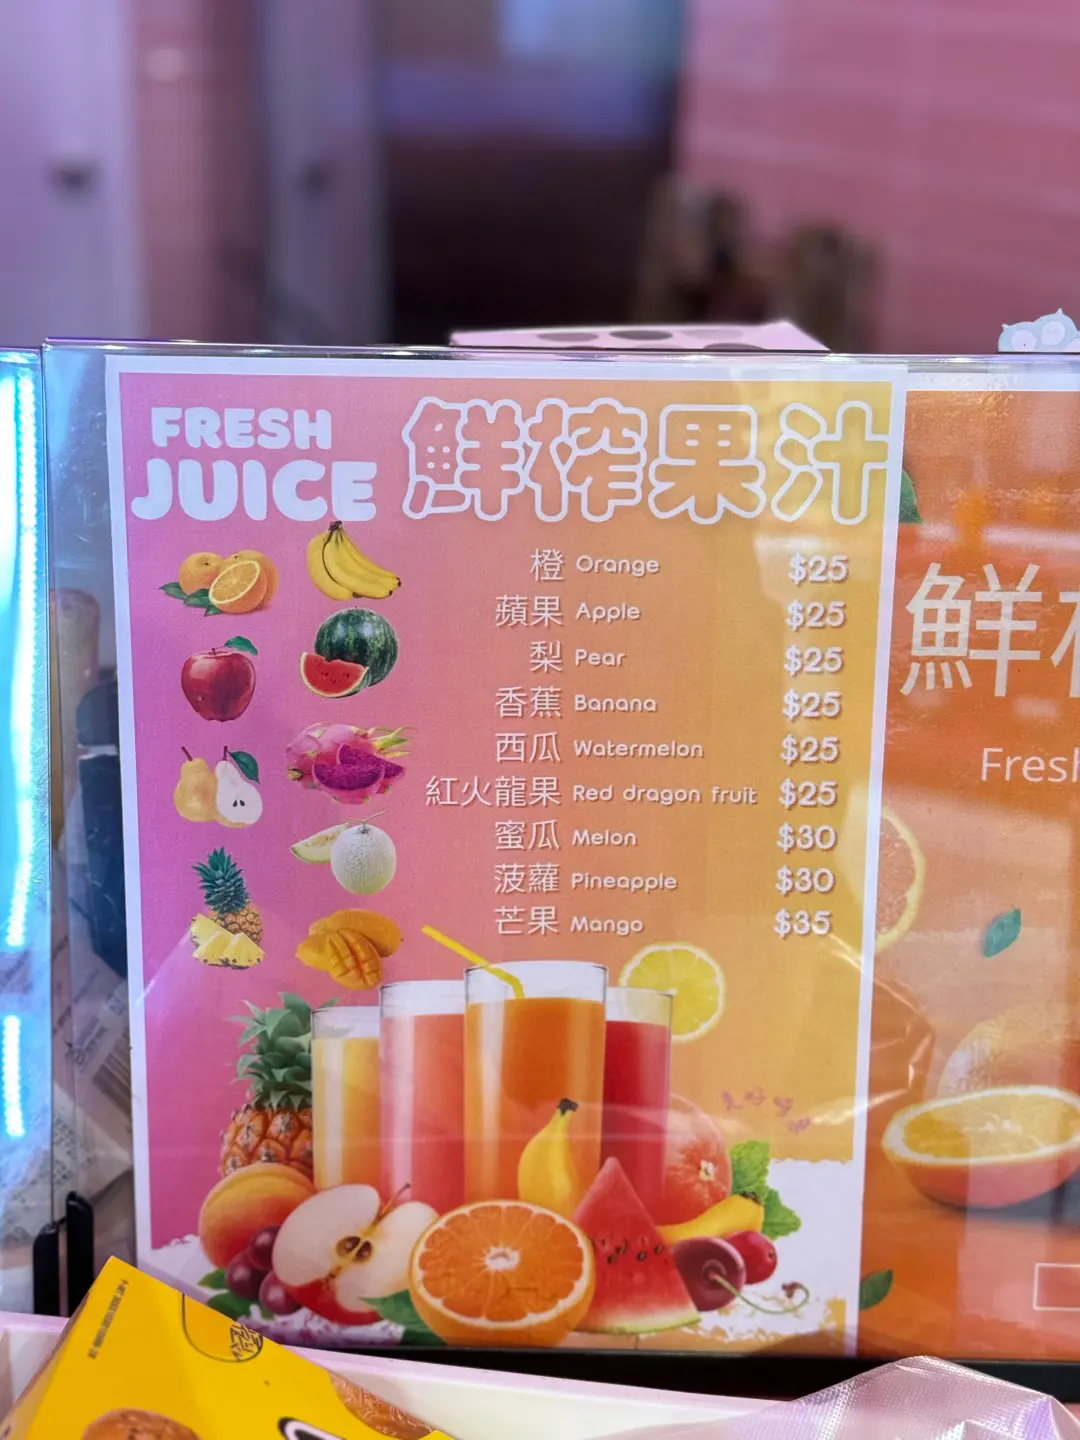 FRESH
JUICE
鮮榨果汁
橙 Orange $25
蘋果 Apple $25
梨 Pear $25
香蕉 Banana $25
西瓜 Watermelon $25
紅火龍果 Red dragon fruit $25
蜜瓜 Melon $30
菠蘿 Pineapple $30
芒果 Mango $35
鮮
Fresh